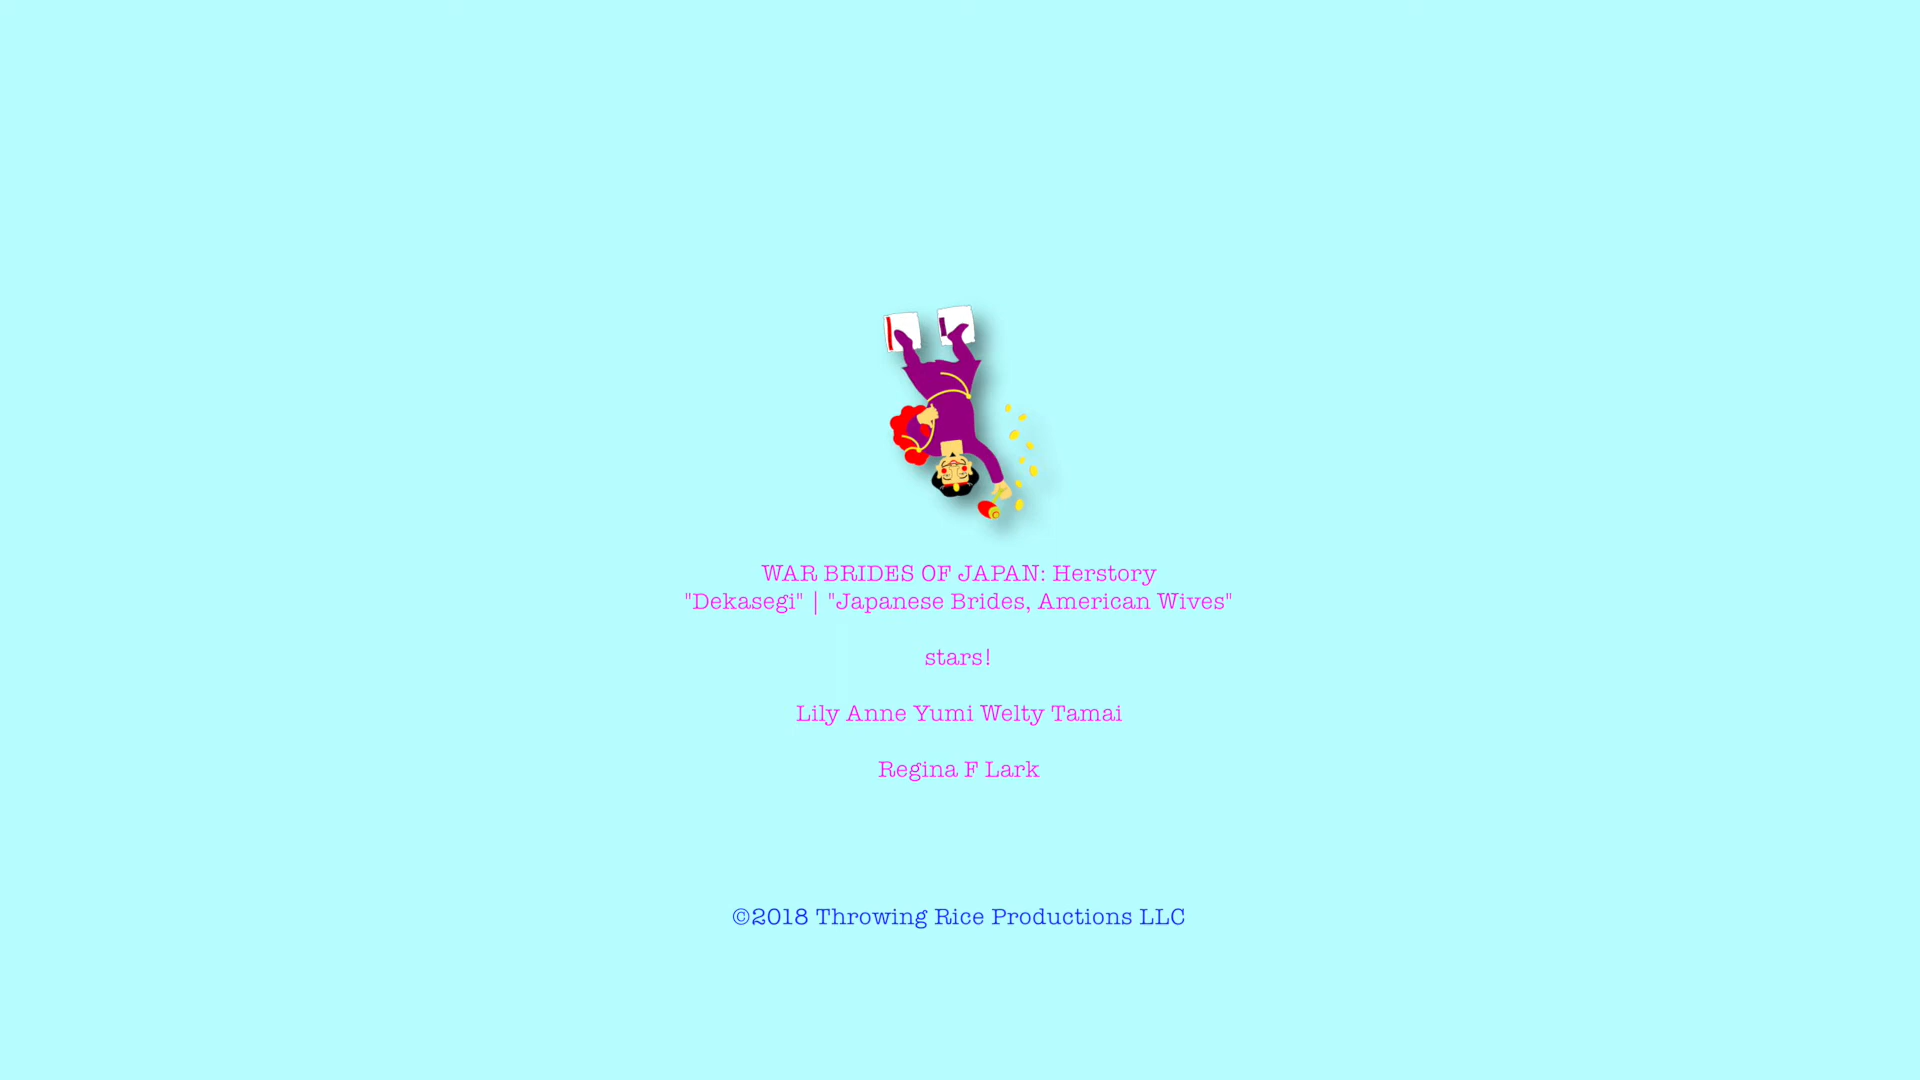 WAR BRIDES OF JAPAN: Herstory
"Dekasegi" | "Japanese Brides, American Wives"
stars!
Lily Anne Yumi Welty Tamai
Regina F Lark
©2018 Throwing Rice Productions LLC